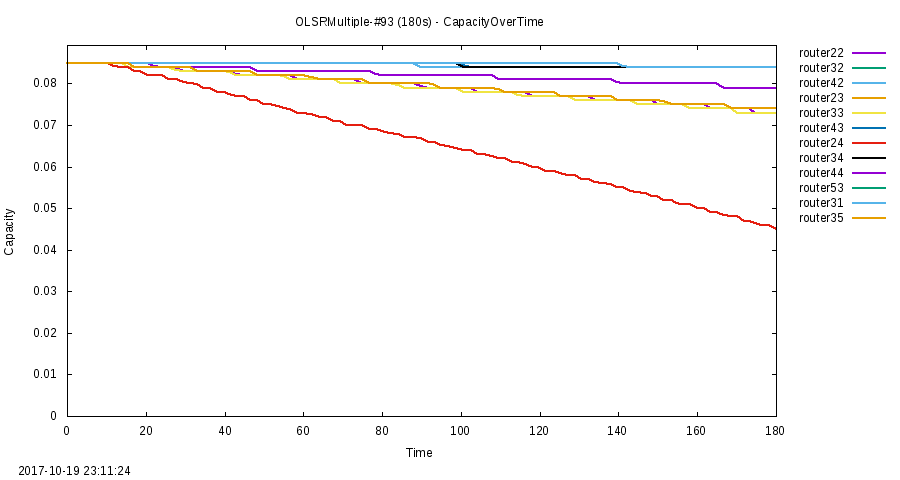 OLSRMultiple-#93 (180s) - CapacityOverTime
router22
router32
router42
router23
router33
router43
router24
router34
router44
router53
router31
router35
0.08
0.07
0.06
0.05
0.04
0.03
0.02
0.01
0
Capacity
0 20 40 60 80 100 120 140 160 180
Time
2017-10-19 23:11:24